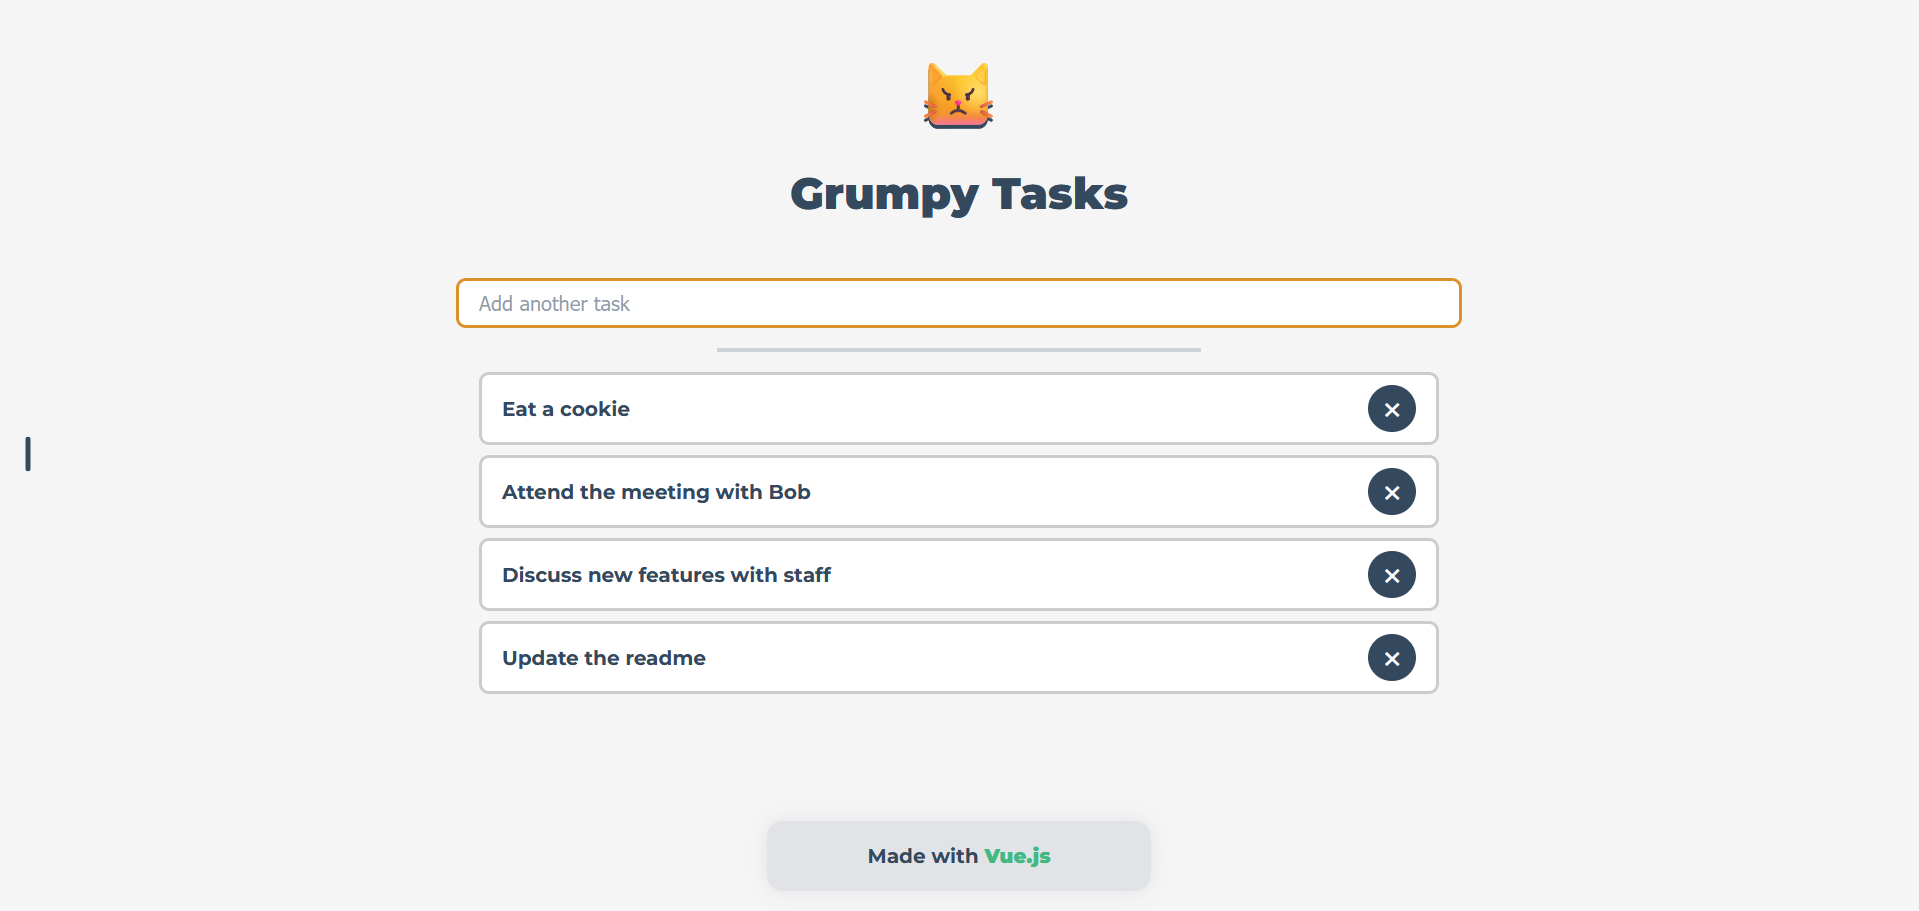 Grumpy Tasks
Add another task
Eat a cookie
Attend the meeting with Bob
Discuss new features with staff
Update the readme
Made with Vue.js